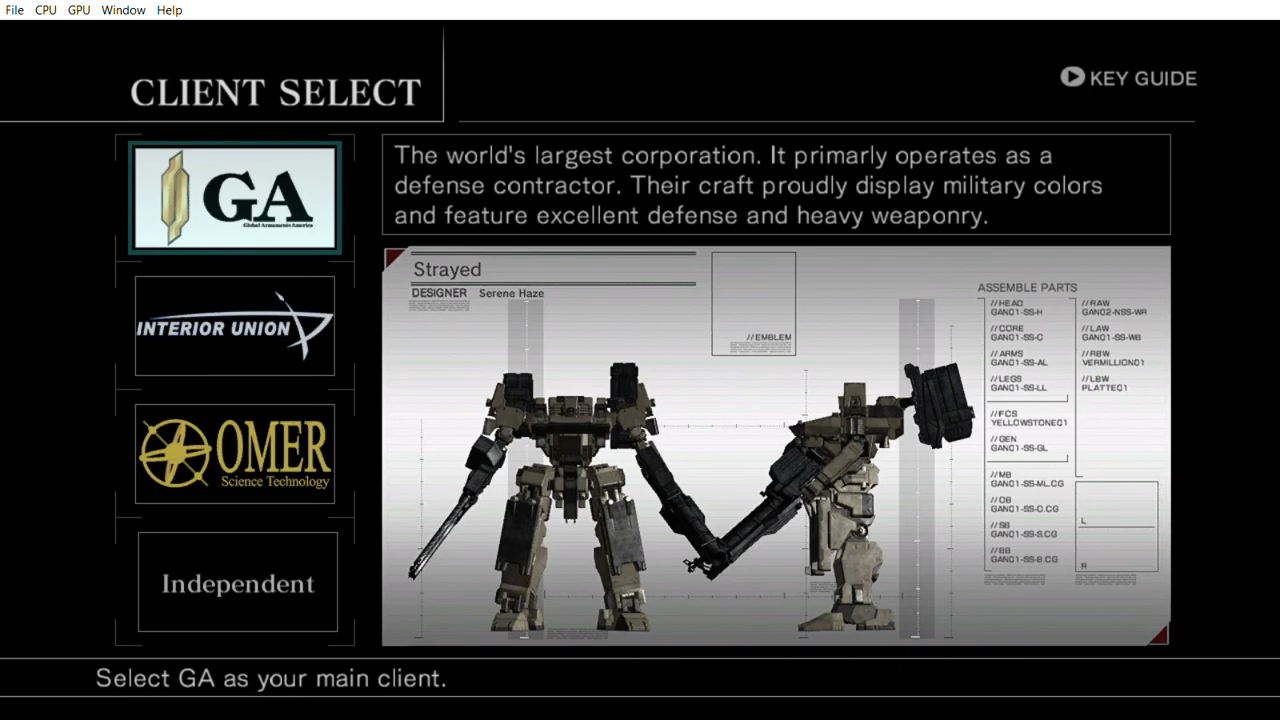 File CPU GPU Window Help
CLIENT SELECT
KEY GUIDE
GA
Global Armaments America
INTERIOR UNION
OMER
Science Technology
Independent
The world's largest corporation. It primarly operates as a
defense contractor. Their craft proudly display military colors
and feature excellent defense and heavy weaponry.
Strayed
DESIGNER Serene Haze
//EMBLEM
ASSEMBLE PARTS
//HEAD
GAN01-SS-H
//CORE
GAN01-SS-C
//ARMS
GAN01-SS-AL
//LEGS
GAN01-SS-LL
//FCS
YELLOWSTONE01
//GEN
GAN01-SS-GL
//MB
GAN01-SS-ML.CG
//OB
GAN01-SS-O.CG
//SB
GAN01-SS-S.CG
//BB
GAN01-SS-B.CG
//RAW
GAN02-NSS-WR
//LAW
GAN01-SS-WB
//RBW
VERMILLION01
//LBW
PLATTE01
L
R
Select GA as your main client.